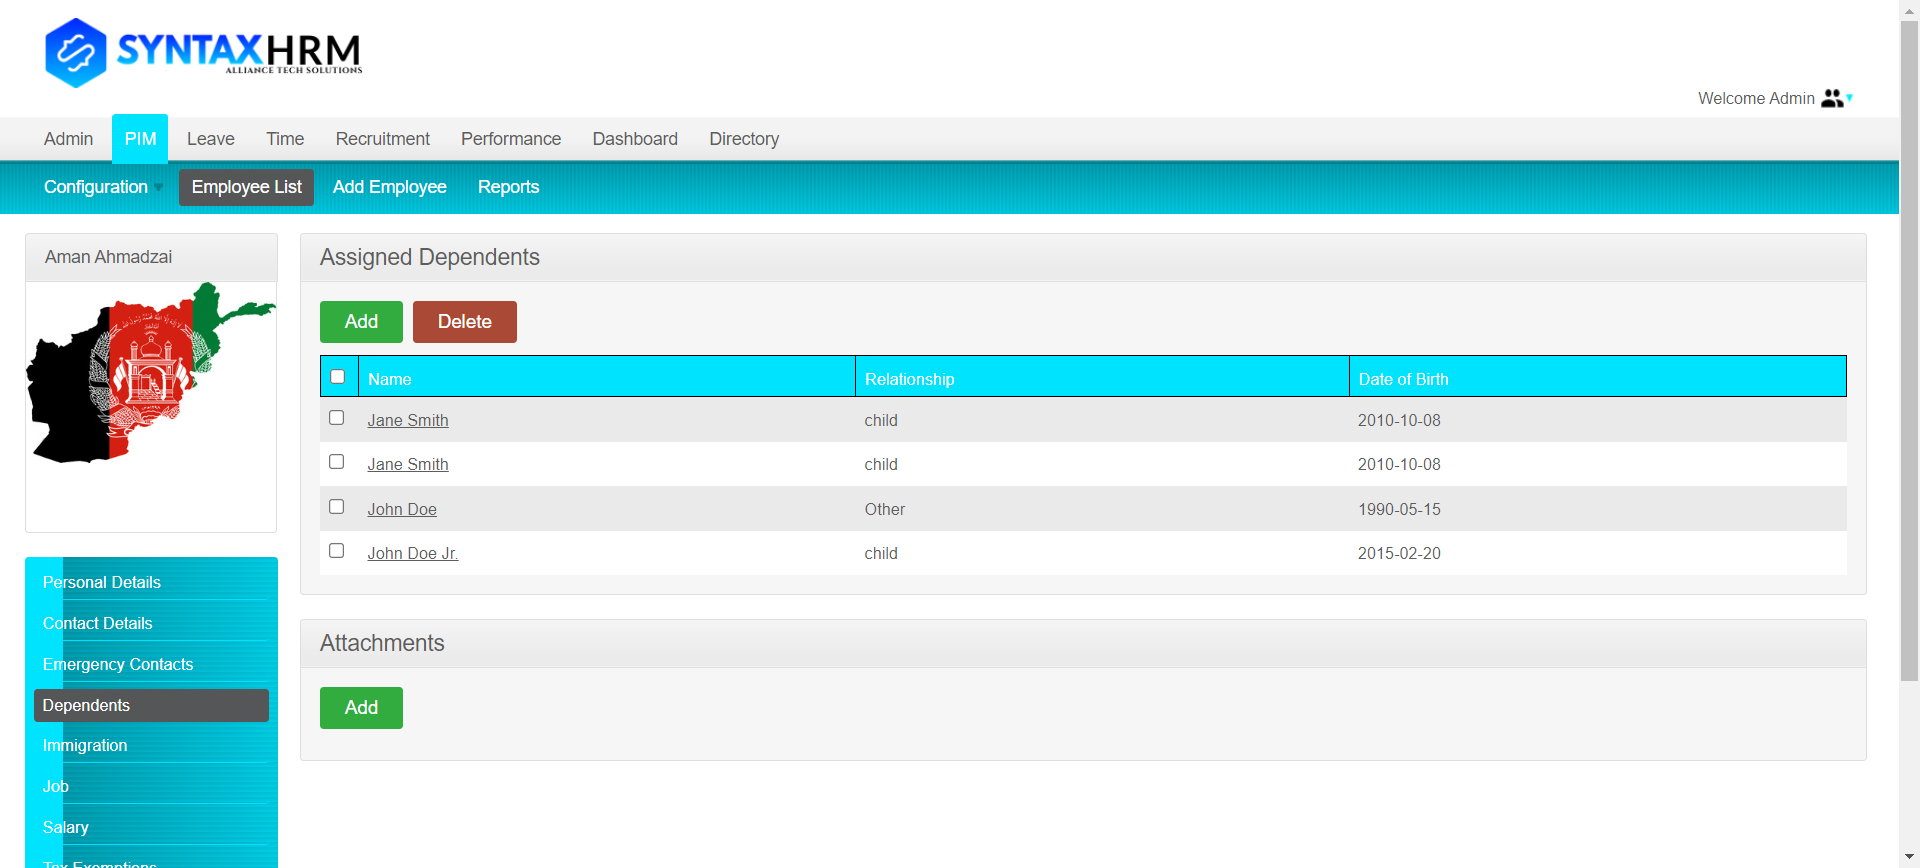 SYNTAXHRM
ALLIANCE TECH SOLUTIONS
Welcome Admin
Admin PIM Leave Time Recruitment Performance Dashboard Directory
Configuration Employee List Add Employee Reports
Aman Ahmadzai
Assigned Dependents
Add Delete
Name Relationship Date of Birth
Jane Smith child 2010-10-08
Jane Smith child 2010-10-08
John Doe Other 1990-05-15
John Doe Jr. child 2015-02-20
Attachments
Add
Personal Details
Contact Details
Emergency Contacts
Dependents
Immigration
Job
Salary
Tax Exemptions